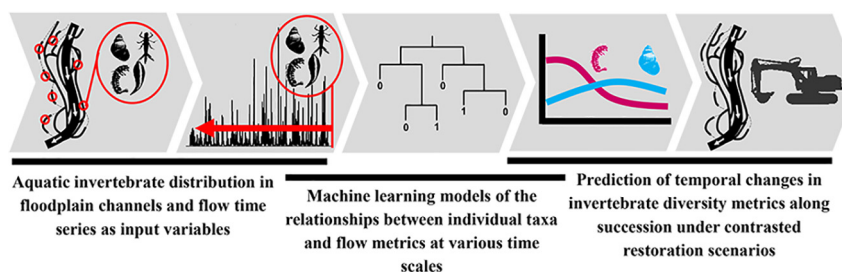 0
0
0
0
1
1
0
Aquatic invertebrate distribution in
floodplain channels and flow time
series as input variables
Machine learning models of the
relationships between individual taxa
and flow metrics at various time
scales
Prediction of temporal changes in
invertebrate diversity metrics along
succession under contrasted
restoration scenarios